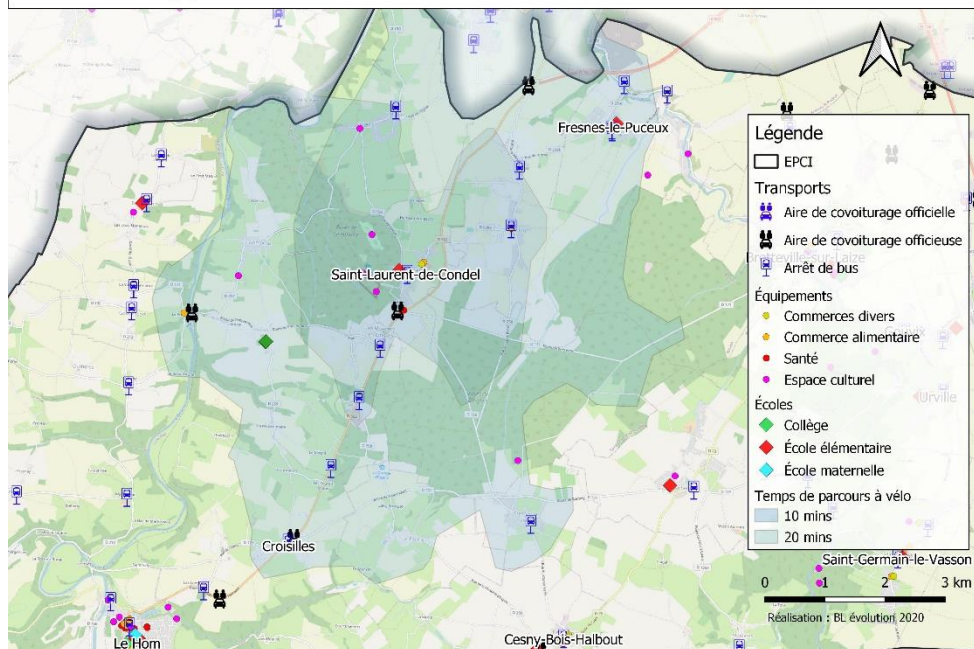 Fresnes-le-Puceux
Légende
EPCI
Transports
Aire de covoiturage officielle
Aire de covoiturage officieuse
Arrêt de bus
Équipements
Commerces divers
Commerce alimentaire
Santé
Espace culturel
Écoles
Collège
École élémentaire
École maternelle
Temps de parcours à vélo
10 mins
20 mins
Saint-Laurent-de-Condel
Croisilles
Saint-Germain-le-Vasson
0 1 2 3 km
Réalisation : BL évolution 2020
Cesny-Bois-Halbout
Le Hom